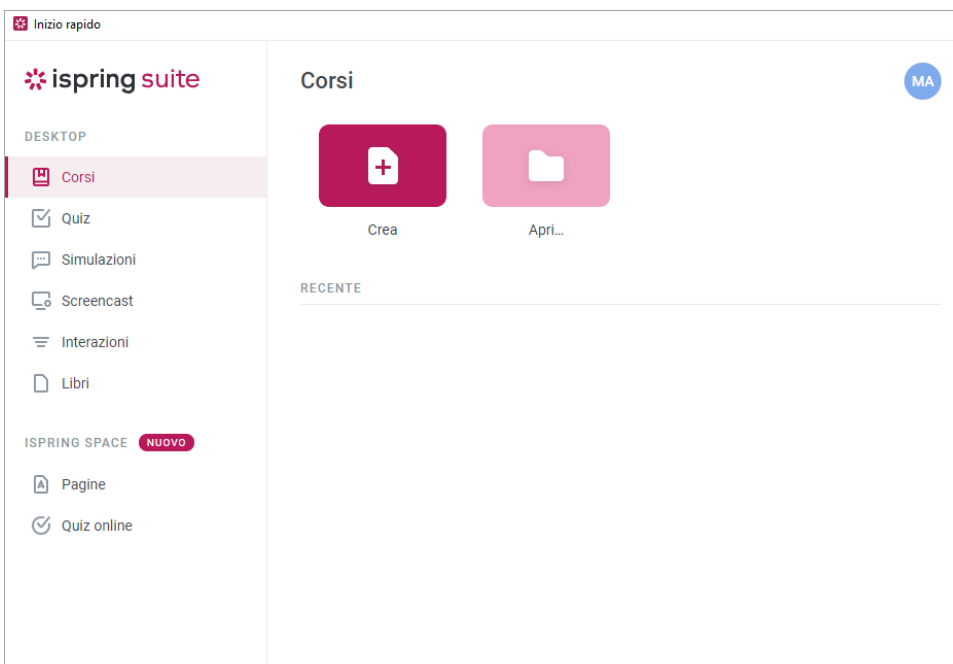 Inizio rapido
ispring suite
DESKTOP
Corsi
Quiz
Simulazioni
Screencast
Interazioni
Libri
ISPRING SPACE NUOVO
Pagine
Quiz online
Corsi
MA
Crea
Apri...
RECENTE